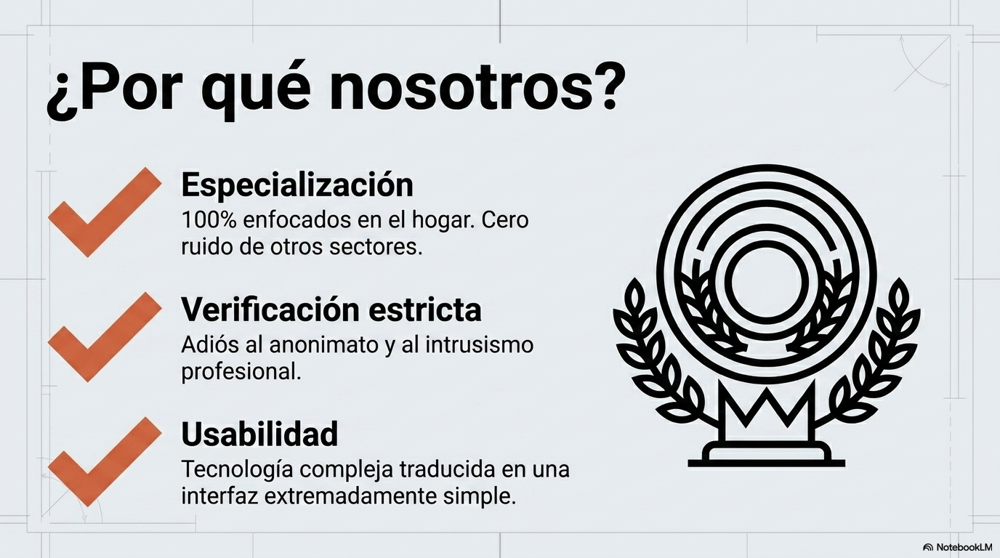 ¿Por qué nosotros?
Especialización
100% enfocados en el hogar. Cero
ruido de otros sectores.
Verificación estricta
Adiós al anonimato y al intrusismo
profesional.
Usabilidad
Tecnología compleja traducida en una
interfaz extremadamente simple.
NotebookLM